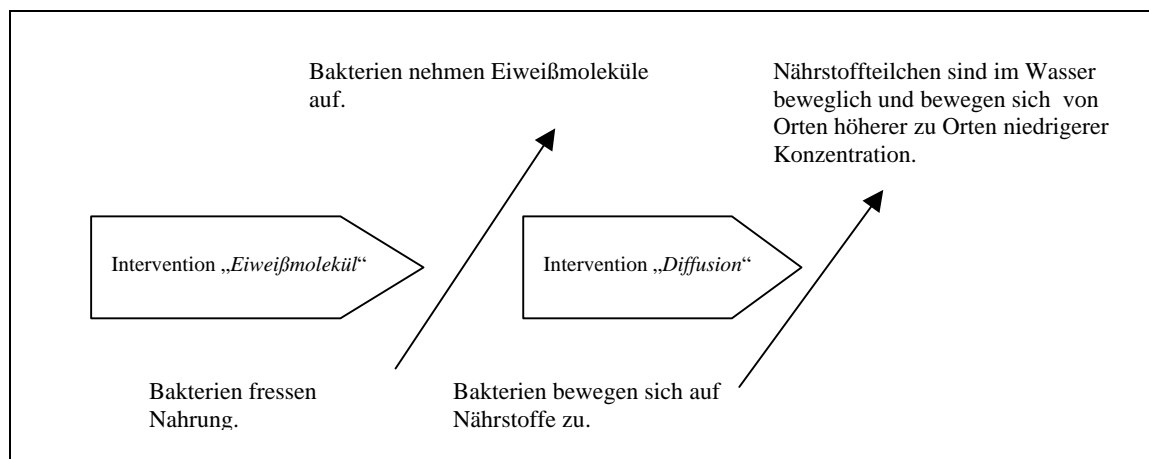 Bakterien nehmen Eiweißmoleküle
auf.
Nährstoffteilchen sind im Wasser
beweglich und bewegen sich  von
Orten höherer zu Orten niedrigerer
Konzentration.
Intervention „Eiweißmolekül“
Intervention „Diffusion“
Bakterien fressen
Nahrung.
Bakterien bewegen sich auf
Nährstoffe zu.